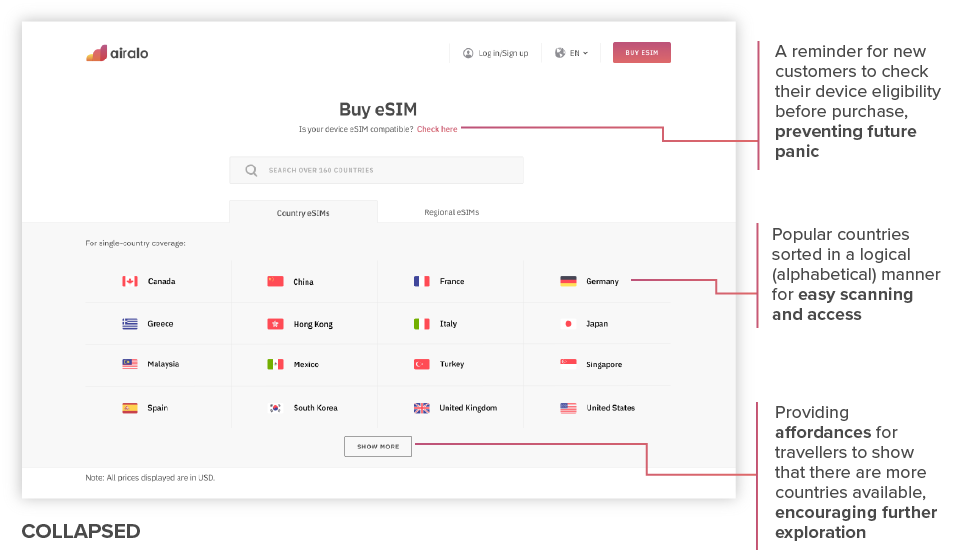 airalo
Log in/Sign up
EN
BUY ESIM
Buy eSIM
Is your device eSIM compatible? Check here
SEARCH OVER 160 COUNTRIES
Country eSIMs
Regional eSIMs
For single-country coverage:
Canada
China
France
Germany
Greece
Hong Kong
Italy
Japan
Malaysia
Mexico
Turkey
Singapore
Spain
South Korea
United Kingdom
United States
SHOW MORE
Note: All prices displayed are in USD.
COLLAPSED
A reminder for new
customers to check
their device eligibility
before purchase,
preventing future
panic
Popular countries
sorted in a logical
(alphabetical) manner
for easy scanning
and access
Providing
affordances for
travellers to show
that there are more
countries available,
encouraging further
exploration